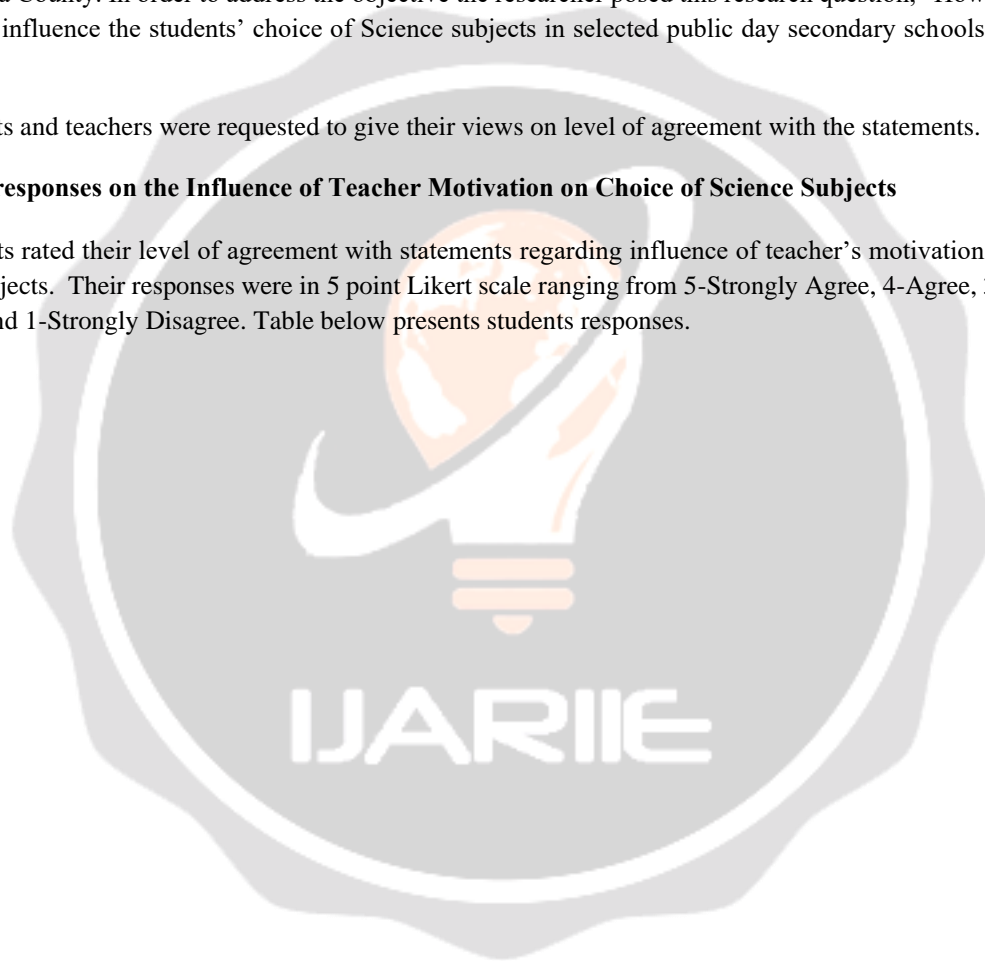 County. In order to address the objective the researcher posed this research question, "How
influence the students' choice of Science subjects in selected public day secondary schools
and teachers were requested to give their views on level of agreement with the statements.
responses on the Influence of Teacher Motivation on Choice of Science Subjects
rated their level of agreement with statements regarding influence of teacher's motivation
Their responses were in 5 point Likert scale ranging from 5-Strongly Agree, 4-Agree,
1-Strongly Disagree. Table below presents students responses.
IJARIIE